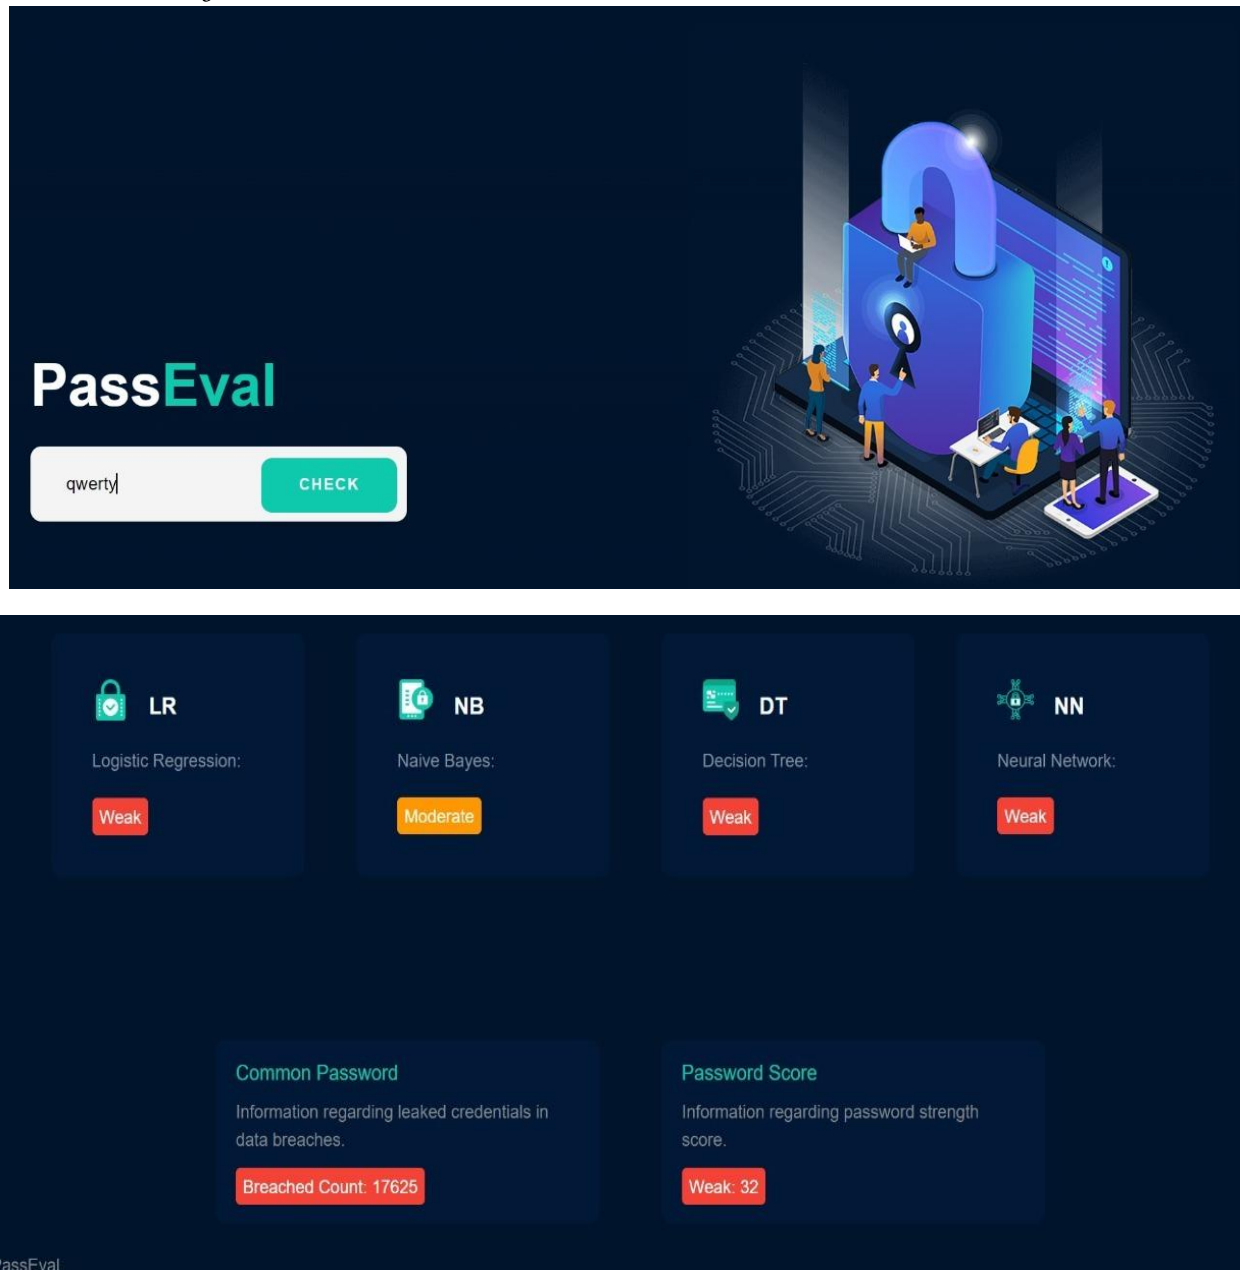 PassEval
qwerty
CHECK
LR
Logistic Regression:
Weak
NB
Naive Bayes:
Moderate
DT
Decision Tree:
Weak
NN
Neural Network:
Weak
Common Password
Information regarding leaked credentials in
data breaches.
Breached Count: 17625
Password Score
Information regarding password strength
score.
Weak: 32
PassEval